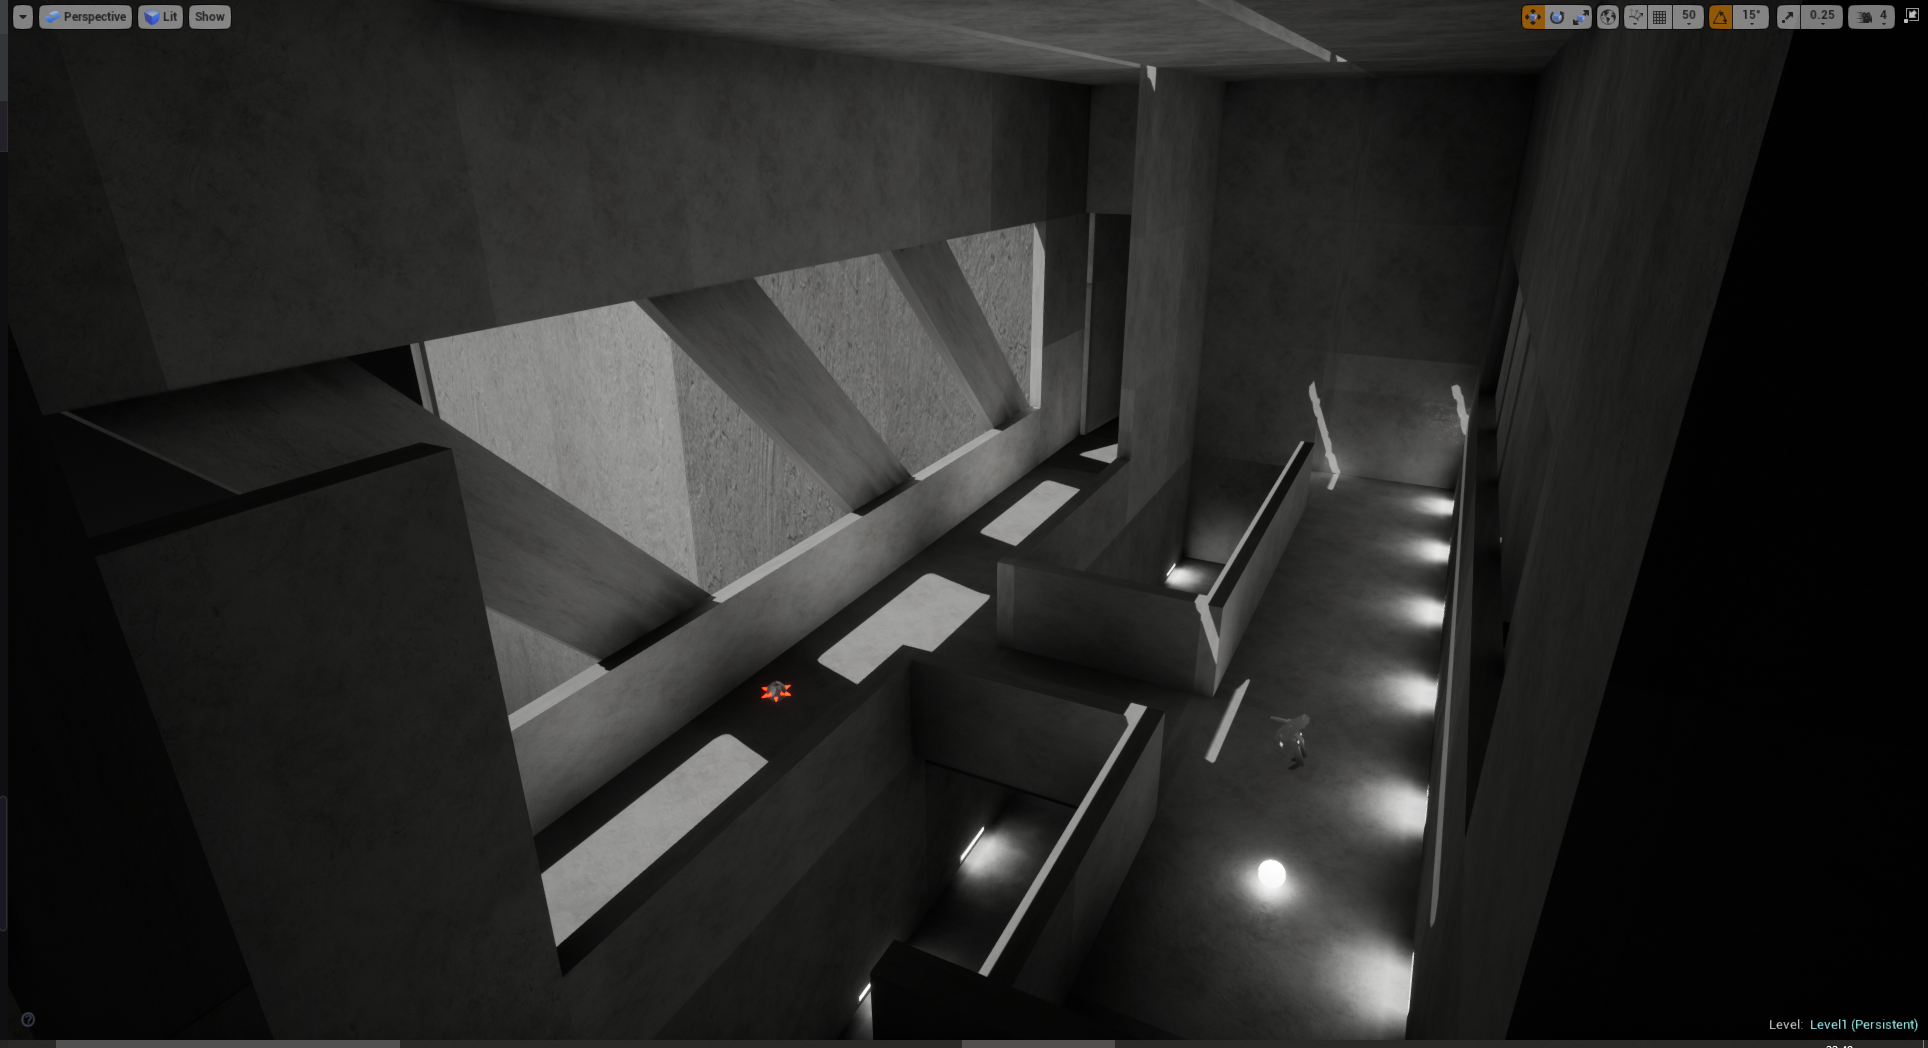 Perspective Lit Show 50 15° 0.25 4
Level: Level1 (Persistent)